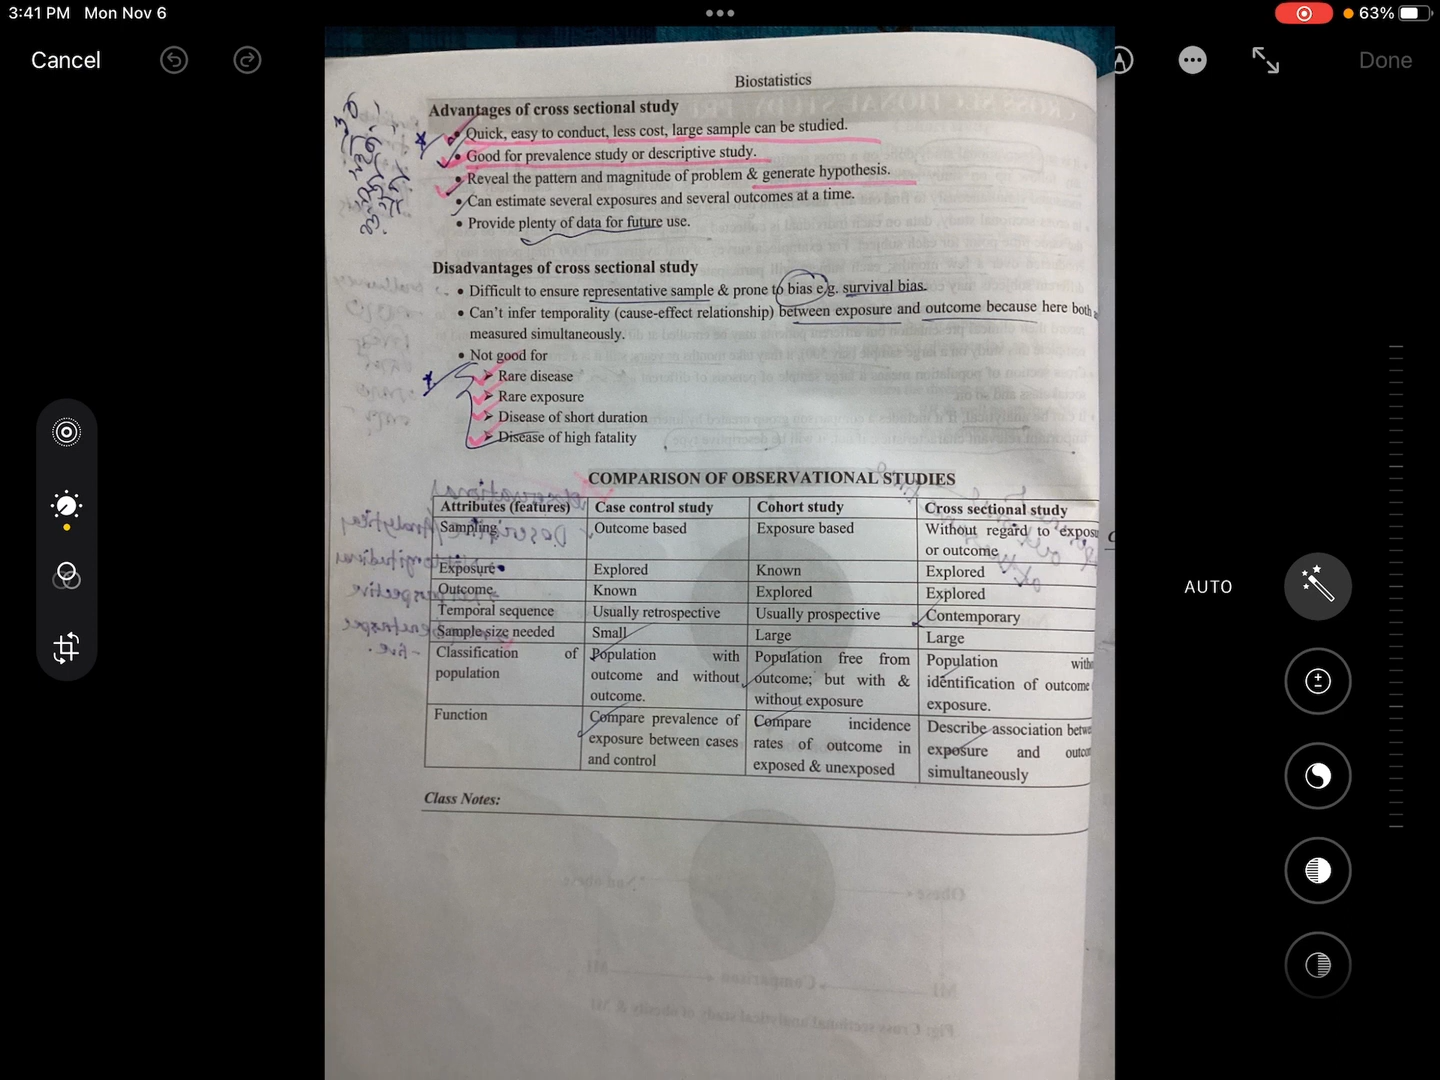 3:41 PM Mon Nov 6
63%
Cancel
Done
Biostatistics
Advantages of cross sectional study
• Quick, easy to conduct, less cost, large sample can be studied.
• Good for prevalence study or descriptive study.
• Reveal the pattern and magnitude of problem & generate hypothesis.
• Can estimate several exposures and several outcomes at a time.
• Provide plenty of data for future use.
Disadvantages of cross sectional study
• Difficult to ensure representative sample & prone to bias e.g. survival bias.
• Can't infer temporality (cause-effect relationship) between exposure and outcome because here both
measured simultaneously.
• Not good for
➢ Rare disease
➢ Rare exposure
➢ Disease of short duration
➢ Disease of high fatality
COMPARISON OF OBSERVATIONAL STUDIES
Attributes (features) Case control study Cohort study Cross sectional study
Sampling Outcome based Exposure based Without regard to expos
or outcome
Exposure Explored Known Explored
Outcome Known Explored Explored
Temporal sequence Usually retrospective Usually prospective Contemporary
Sample size needed Small Large Large
Classification of Population with Population free from Population with
population outcome and without outcome; but with & identification of outcome
outcome. without exposure exposure.
Function Compare prevalence of Compare incidence Describe association betwe
exposure between cases rates of outcome in exposure and outco
and control exposed & unexposed simultaneously
Class Notes:
AUTO